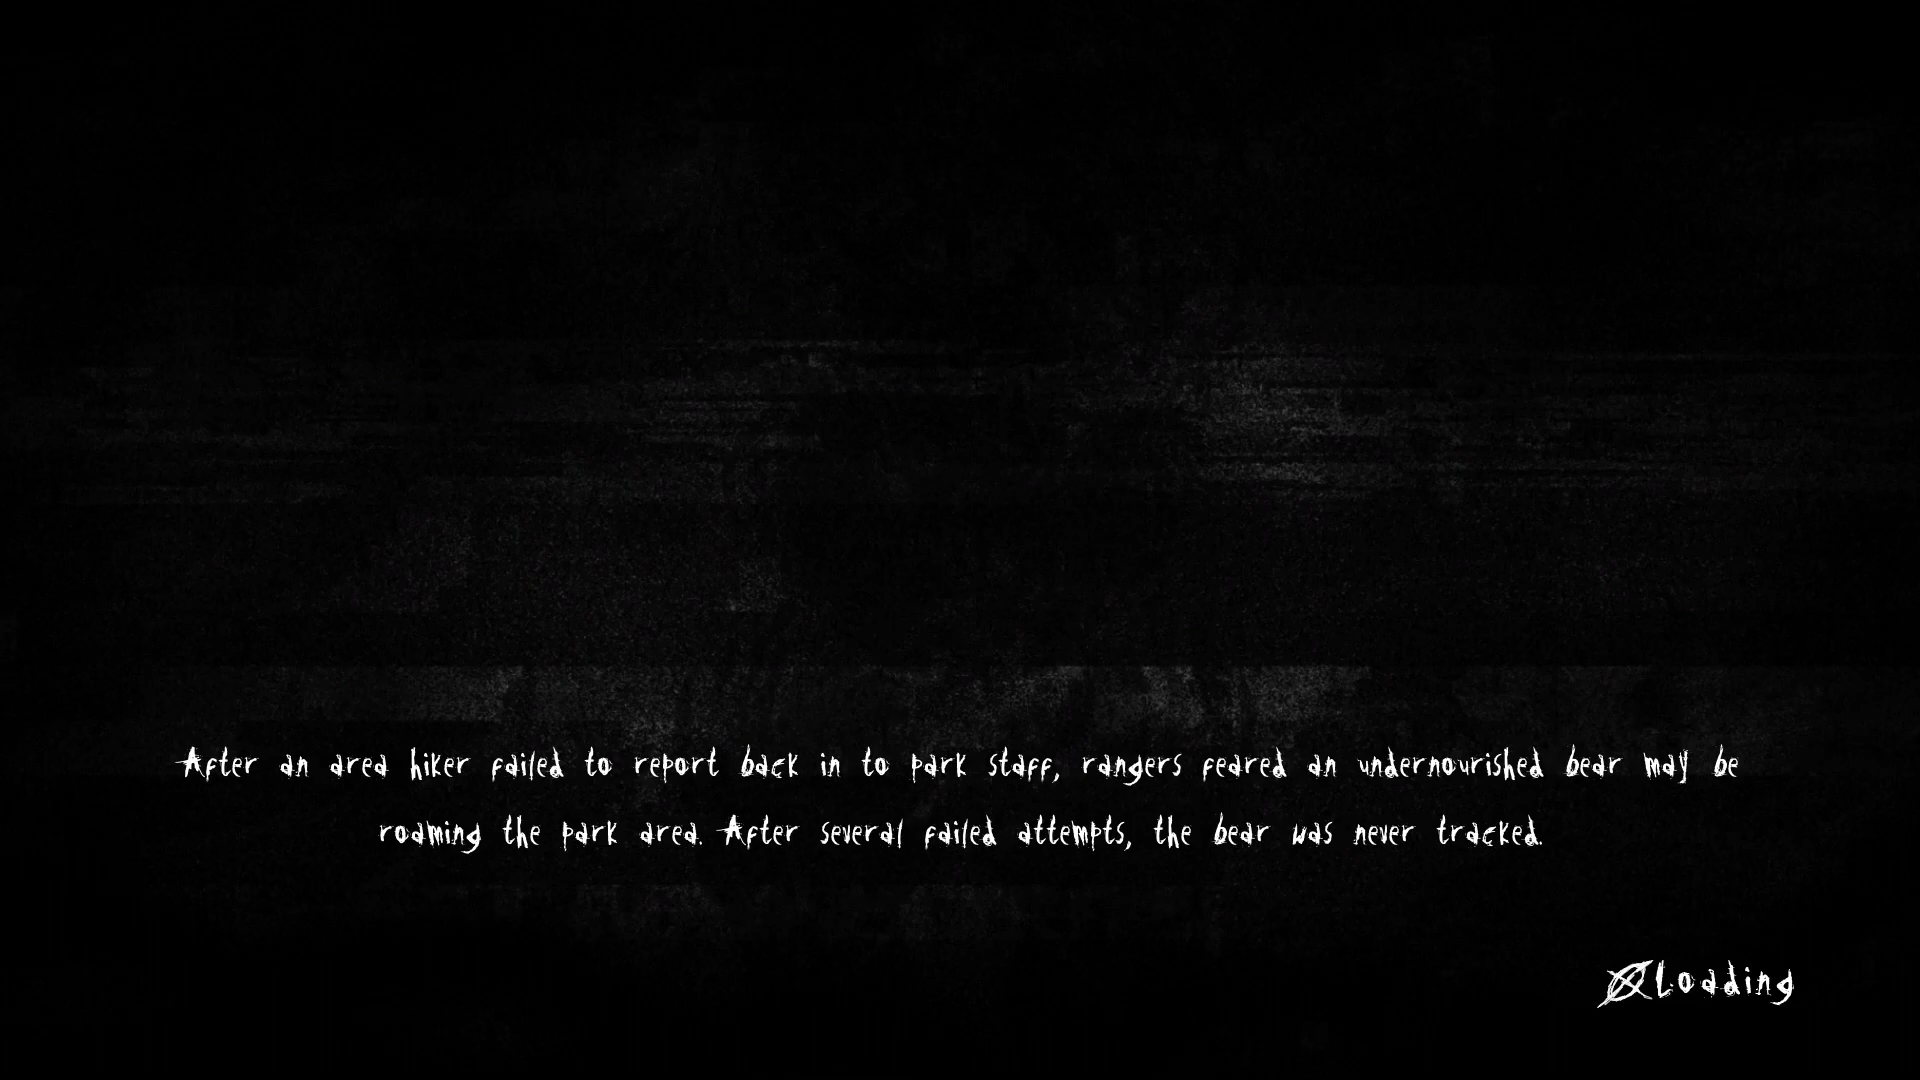 After an area hiker failed to report back in to park staff, rangers feared an undernourished bear may be
roaming the park area. After several failed attempts, the bear was never tracked.
Loading